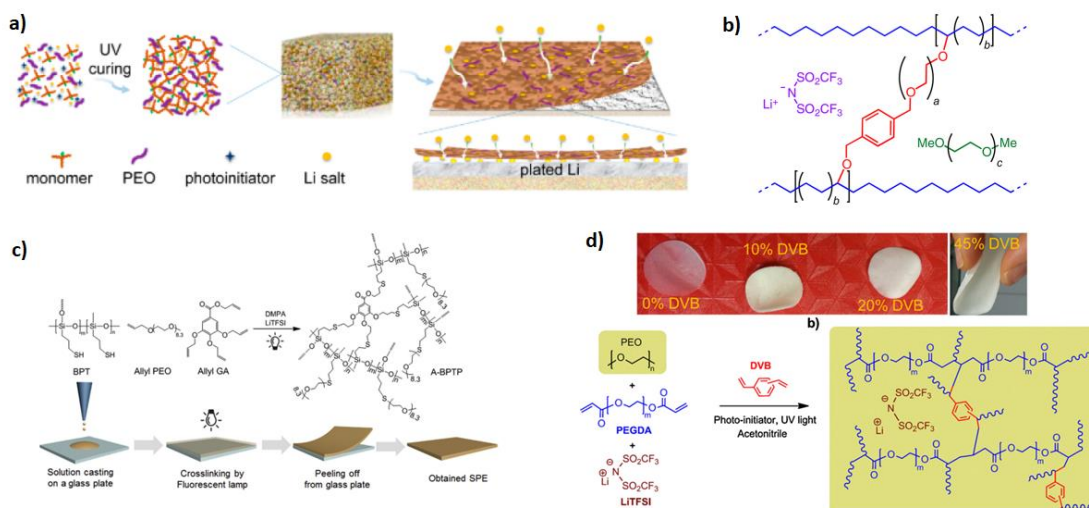 a)
UV
curing
monomer
PEO
photoinitiator
Li salt
plated Li
b)
b
O
a
O
SO₂CF₃
−
N
Li⁺
SO₂CF₃
MeO
O
Me
c
O
b
c)
SH
SH
BPT
Allyl PEO
Allyl GA
DMPA
LiTFSI
A-BPTP
Solution casting
on a glass plate
Crosslinking by
Fluorescent lamp
Peeling off
from glass plate
Obtained SPE
d)
0% DVB
10% DVB
20% DVB
45% DVB
PEO
O
n
+
O
O
O
m
O
PEGDA
+
SO₂CF₃
⊖
N
⊕
Li
SO₂CF₃
LiTFSI
DVB
Photo-initiator, UV light
Acetonitrile
b)
⊖
SO₂CF₃
N
⊕
Li
SO₂CF₃